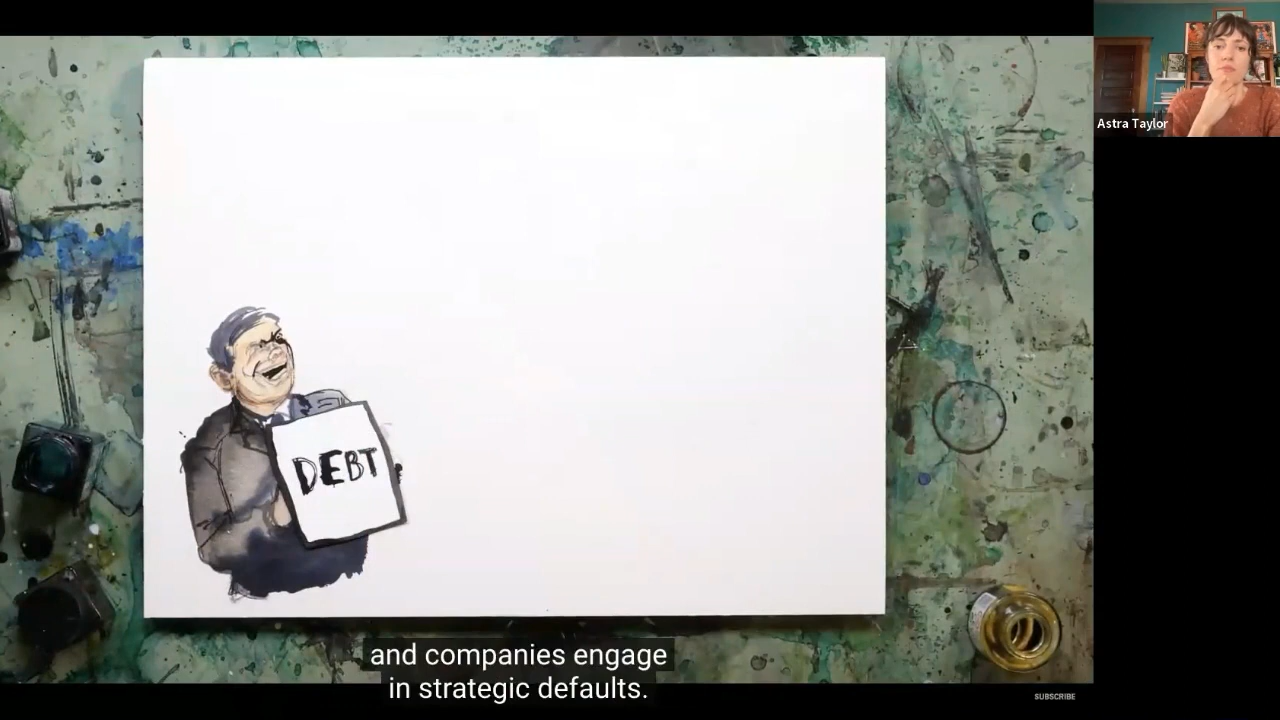 Astra Taylor
DEBT
and companies engage
in strategic defaults.
SUBSCRIBE